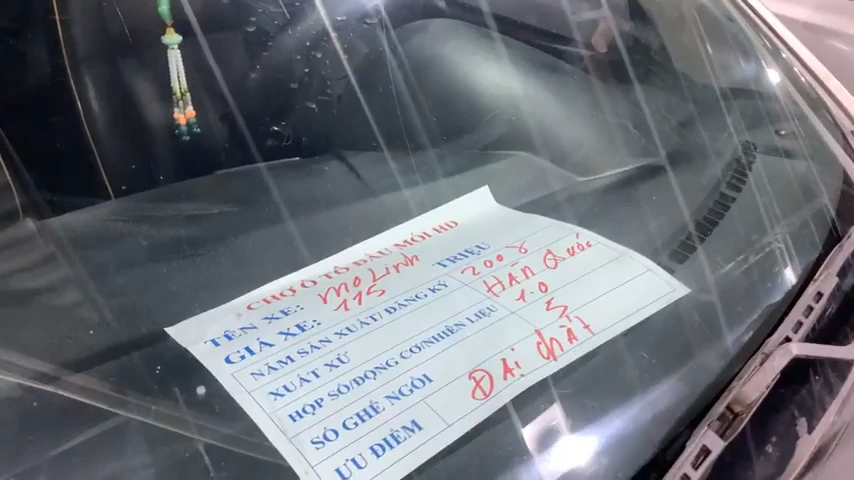 CHỢ Ô TÔ ĐẦU MỐI HD
TÊN XE: Mo Linh
GIÁ XE: 115 TRIỆU
NĂM SẢN XUẤT/ĐĂNG KÝ 2008
XUẤT XỨ HÀN Quốc
HỘP SỐ/ĐỘNG CƠ/NHIÊN LIỆU 1.0
SỐ GHẾ NGỒI 5
ƯU ĐIỂM ĐẠi chất